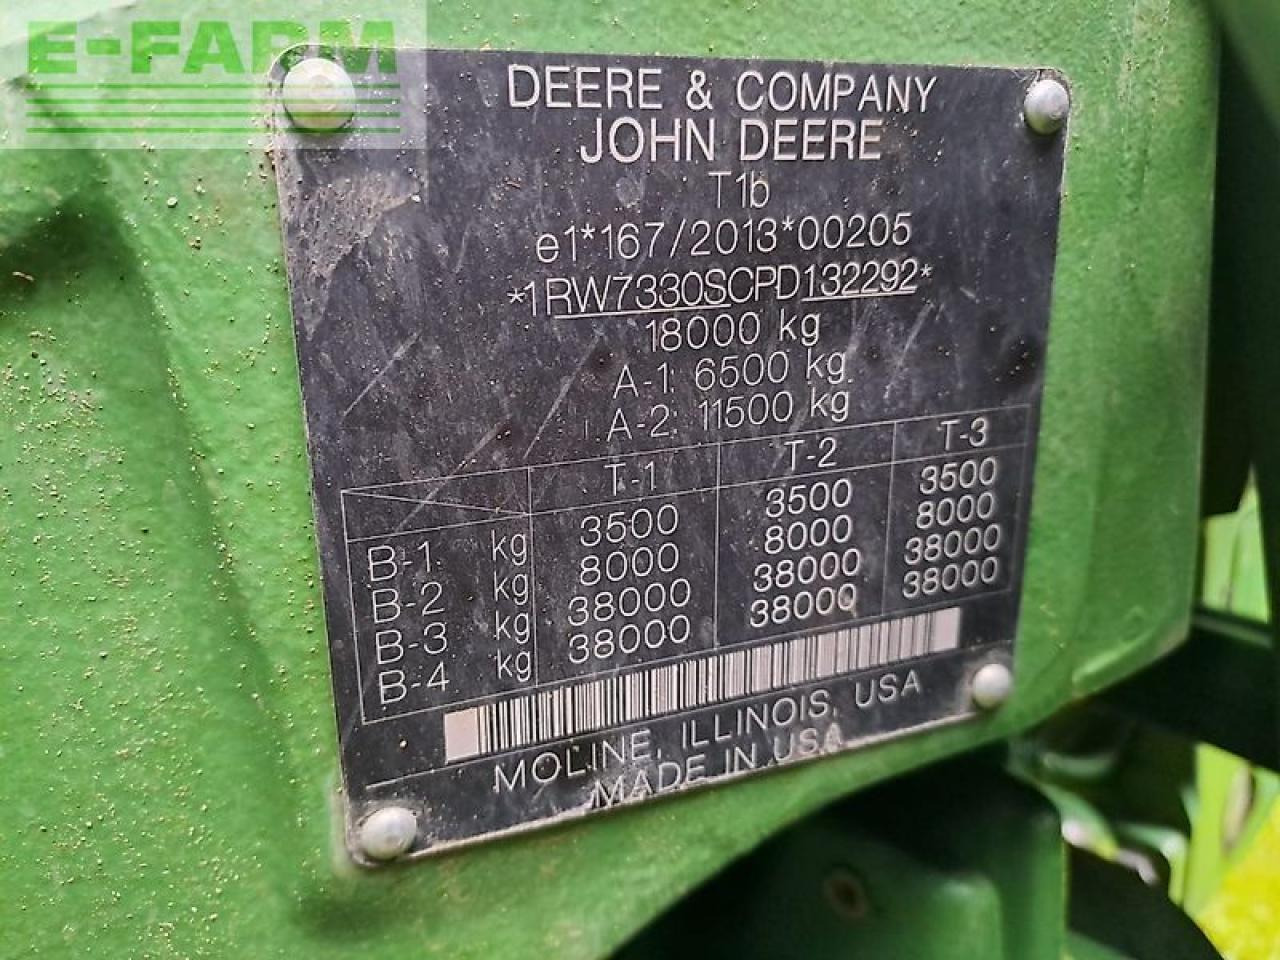 E-FARM
DEERE & COMPANY
JOHN DEERE
T1b
e1*167/2013*00205
*1RW7330SCPD132292*
18000 kg
A-1: 6500 kg
A-2: 11500 kg
T-1 T-2 T-3
B-1 kg 3500 3500 3500
B-2 kg 8000 8000 8000
B-3 kg 38000 38000 38000
B-4 kg 38000 38000 38000
MOLINE, ILLINOIS, USA
MADE IN USA